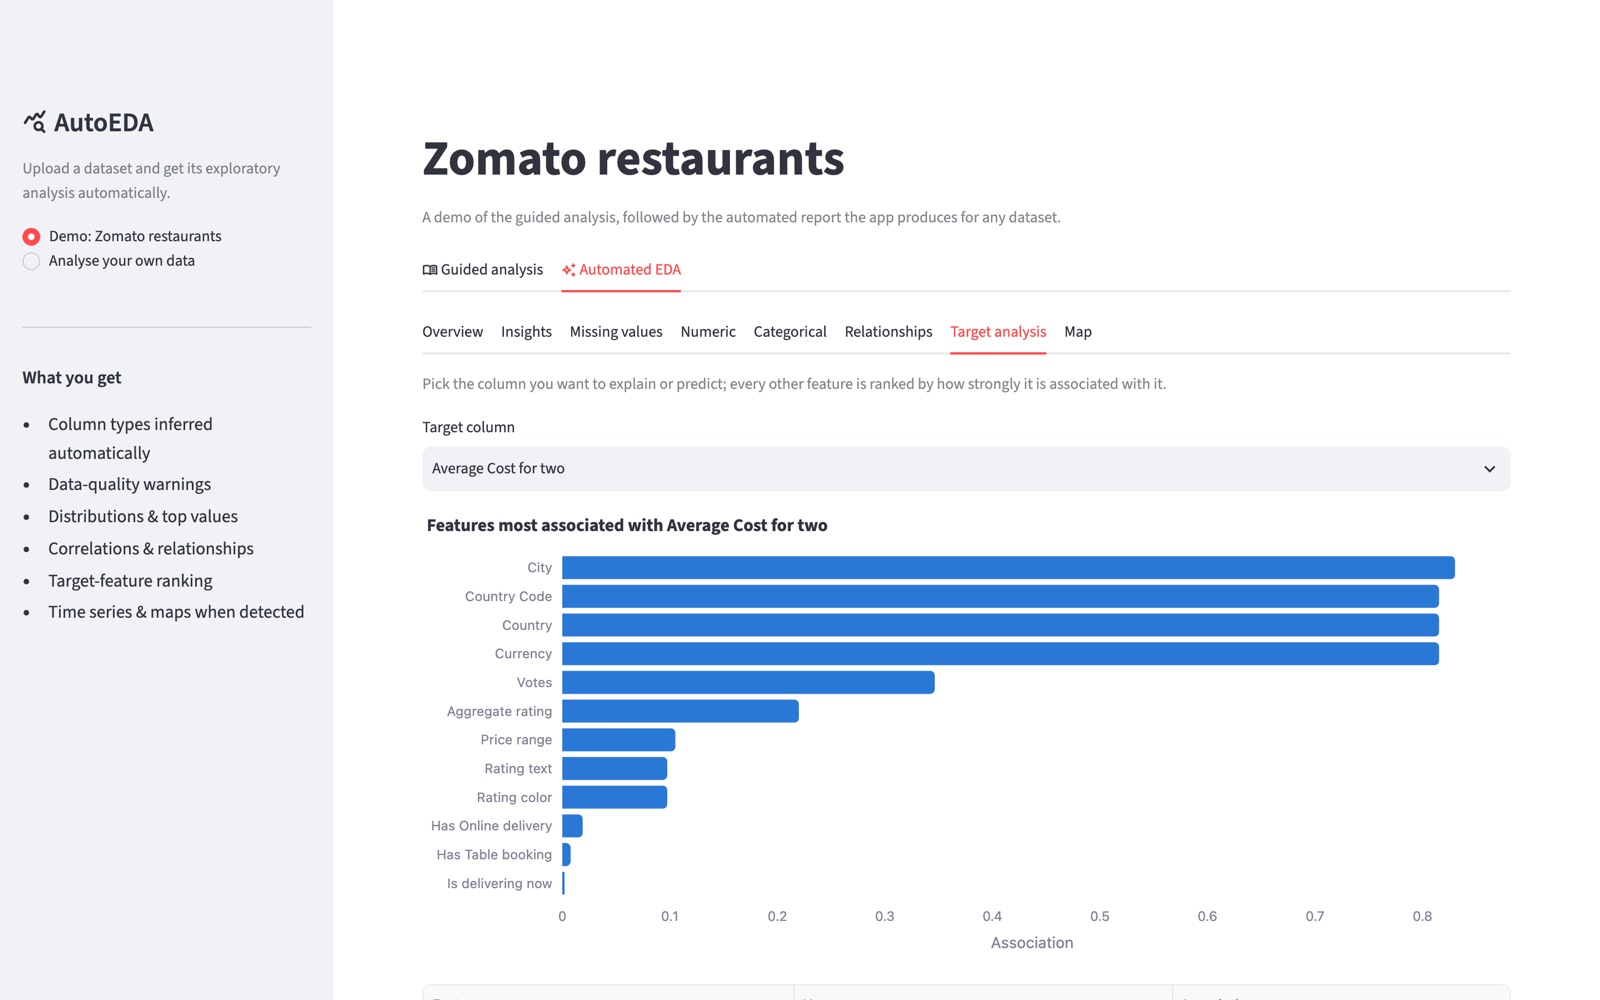 AutoEDA
Upload a dataset and get its exploratory
analysis automatically.
Demo: Zomato restaurants
Analyse your own data
What you get
Column types inferred
automatically
Data-quality warnings
Distributions & top values
Correlations & relationships
Target-feature ranking
Time series & maps when detected
Zomato restaurants
A demo of the guided analysis, followed by the automated report the app produces for any dataset.
Guided analysis Automated EDA
Overview Insights Missing values Numeric Categorical Relationships Target analysis Map
Pick the column you want to explain or predict; every other feature is ranked by how strongly it is associated with it.
Target column
Average Cost for two
Features most associated with Average Cost for two
City
Country Code
Country
Currency
Votes
Aggregate rating
Price range
Rating text
Rating color
Has Online delivery
Has Table booking
Is delivering now
0 0.1 0.2 0.3 0.4 0.5 0.6 0.7 0.8
Association